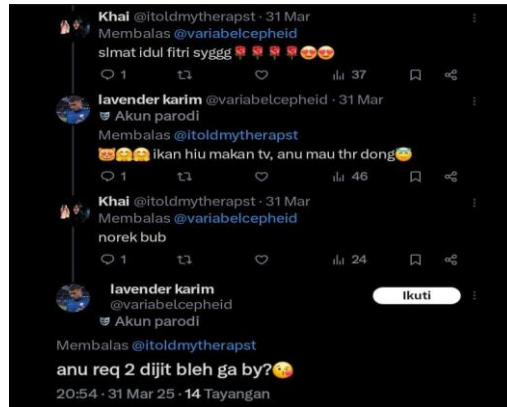 Khai @itoldmytherapst · 31 Mar
Membalas @variabelcepheid
slmat idul fitri syggg🌹🌹🌹🌹😍😍
1 37
lavender karim @variabelcepheid · 31 Mar
Akun parodi
Membalas @itoldmytherapst
😻🤗🤗 ikan hiu makan tv, anu mau thr dong😇
1 46
Khai @itoldmytherapst · 31 Mar
Membalas @variabelcepheid
norek bub
1 24
lavender karim
Ikuti
@variabelcepheid
Akun parodi
Membalas @itoldmytherapst
anu req 2 dijit bleh ga by?😘
20:54 · 31 Mar 25 · 14 Tayangan